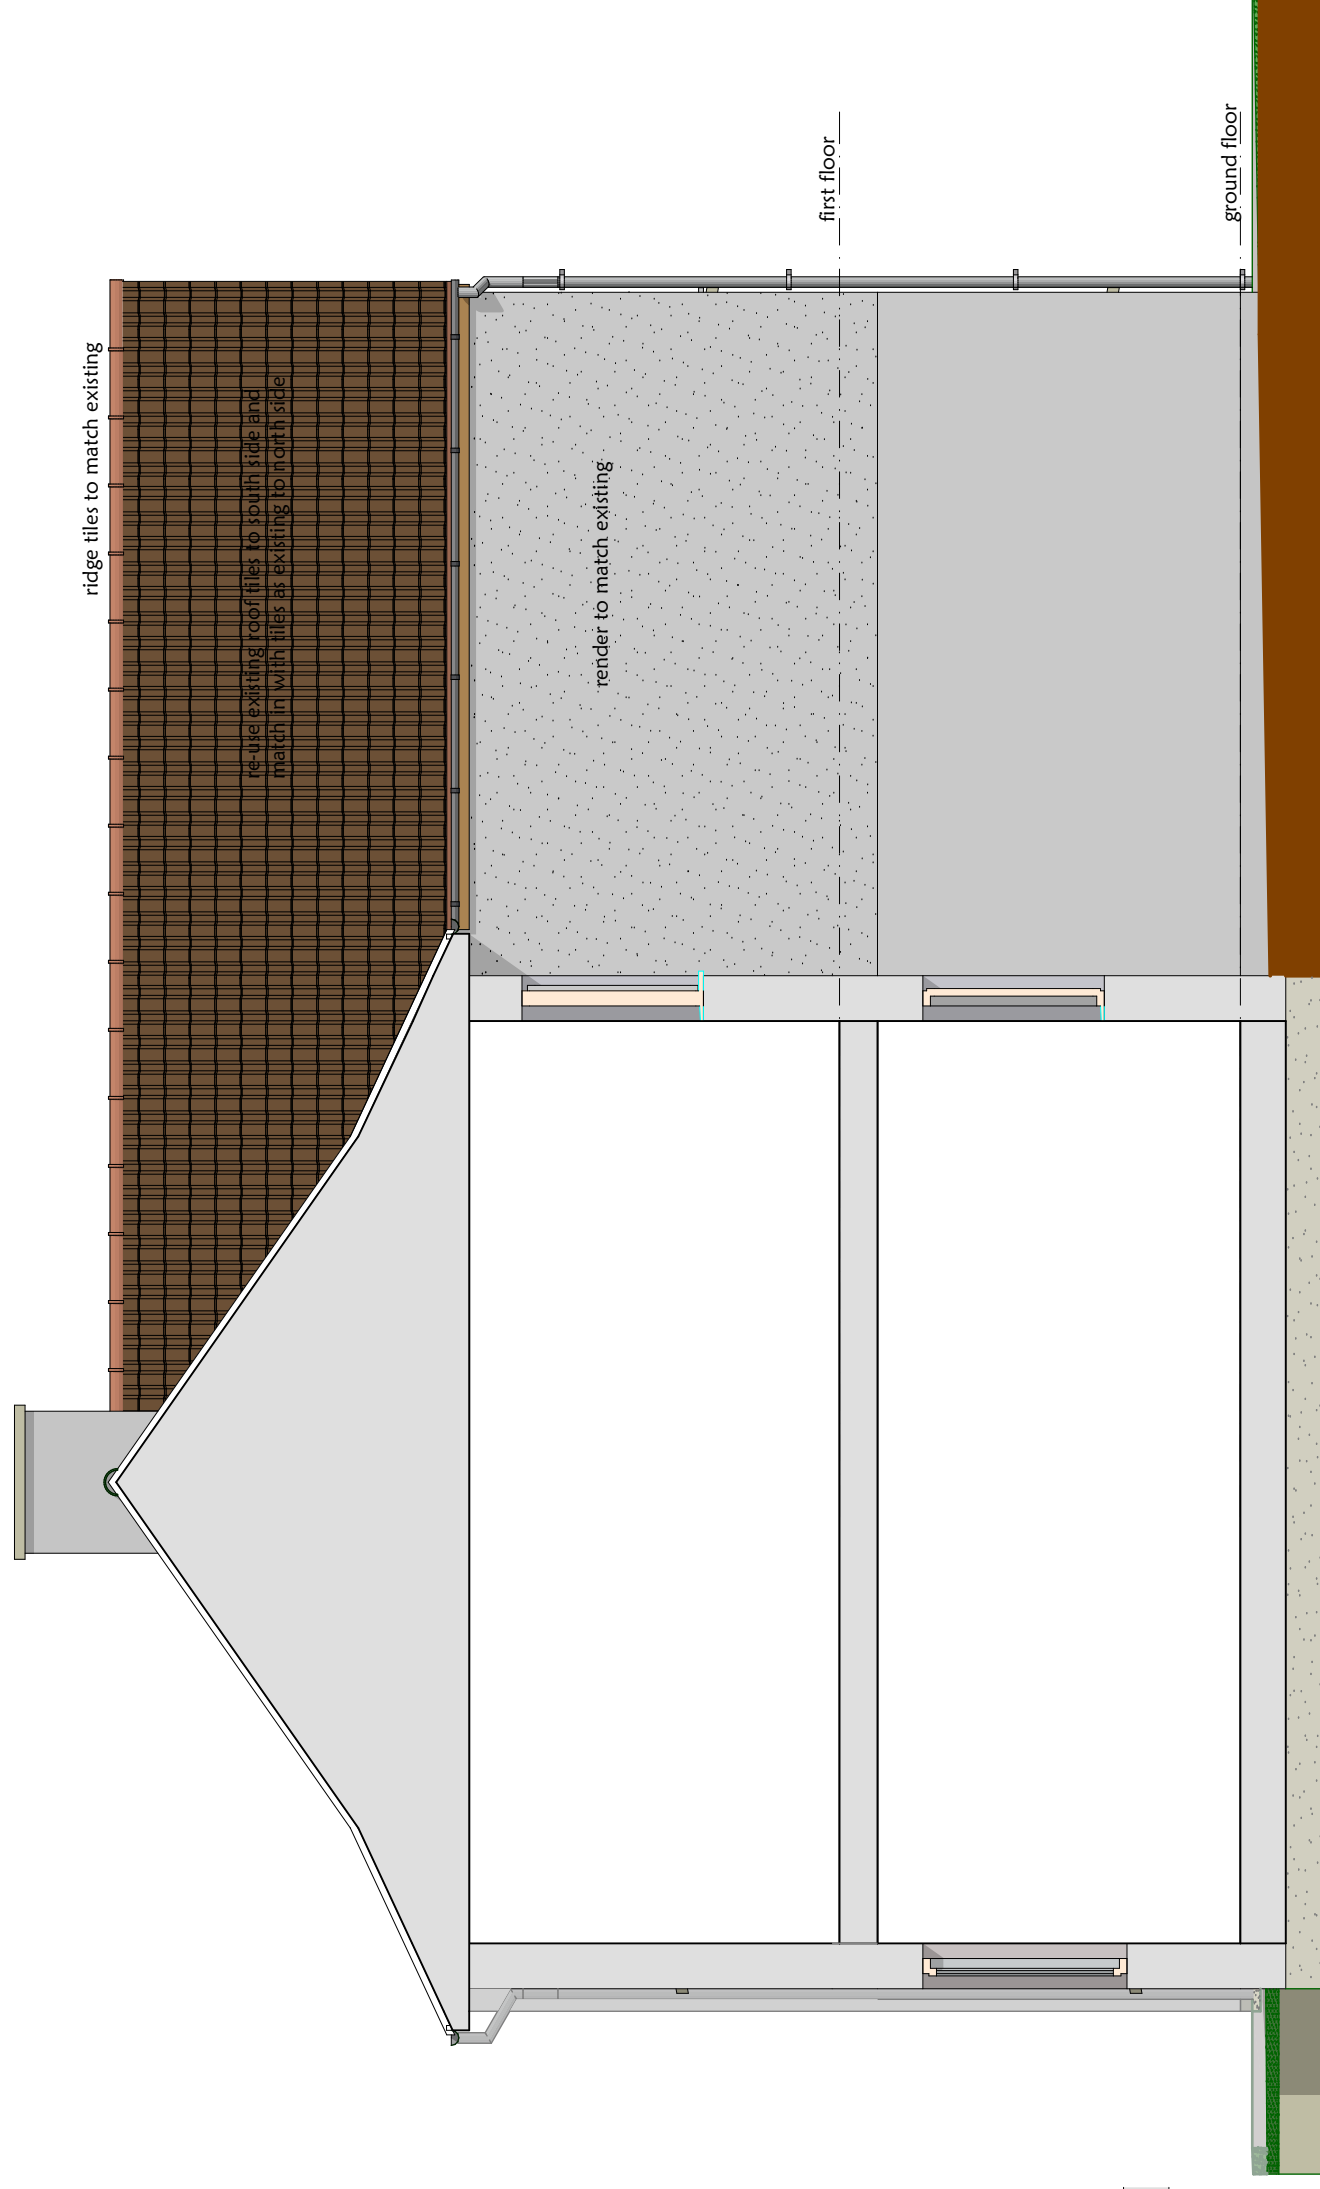 ridge tiles to match existing
re-use existing roof tiles to south side and
match in with tiles as existing to north side
render to match existing
first floor
ground floor